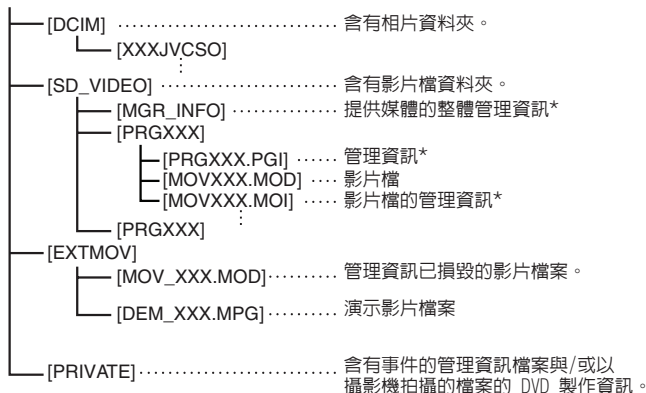 [DCIM] 含有相片資料夾。
[XXXJVCSO]
[SD_VIDEO] 含有影片檔資料夾。
[MGR_INFO] 提供媒體的整體管理資訊*
[PRGXXX]
[PRGXXX.PGI] 管理資訊*
[MOVXXX.MOD] 影片檔
[MOVXXX.MOI] 影片檔的管理資訊*
[PRGXXX]
[EXTMOV]
[MOV_XXX.MOD] 管理資訊已損毀的影片檔案。
[DEM_XXX.MPG] 演示影片檔案
[PRIVATE] 含有事件的管理資訊檔案與/或以
攝影機拍攝的檔案的 DVD 製作資訊。